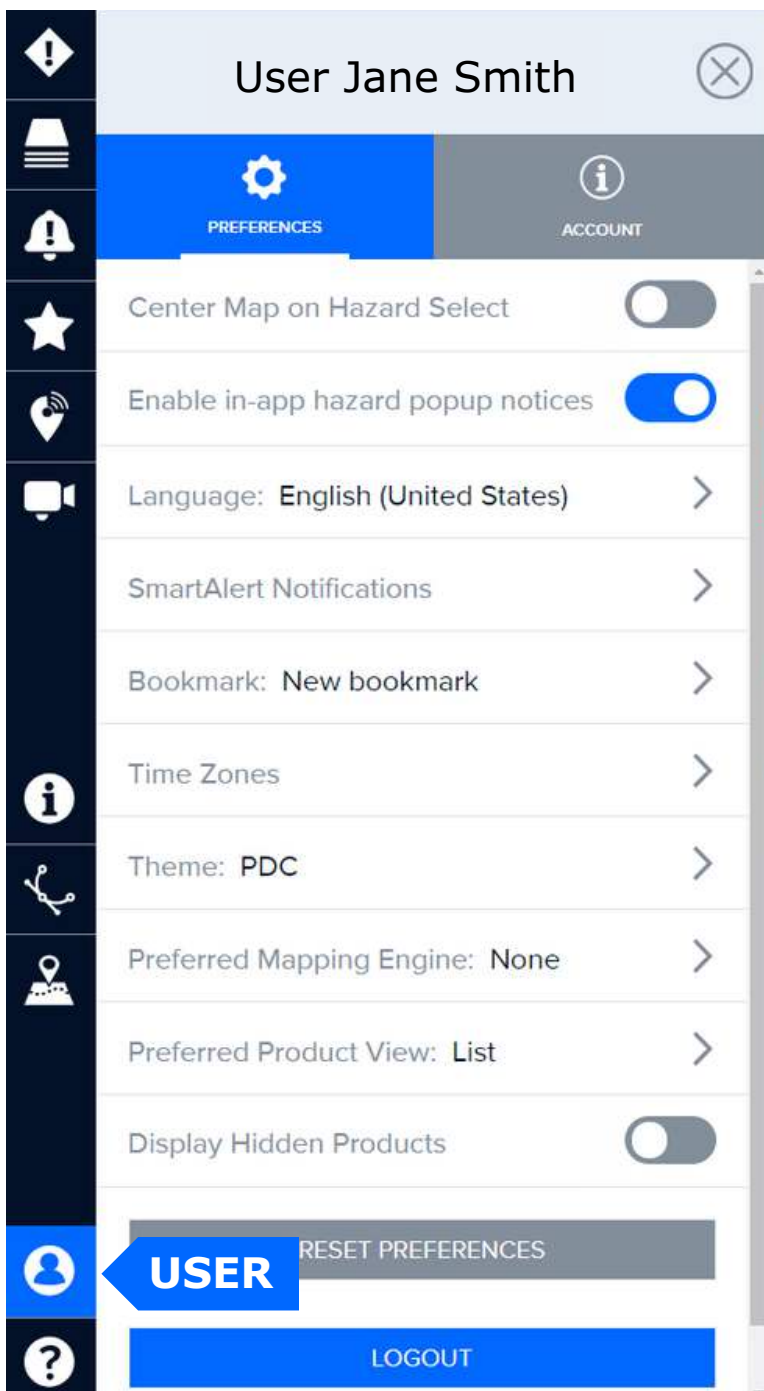 User Jane Smith
PREFERENCES
ACCOUNT
Center Map on Hazard Select
Enable in-app hazard popup notices
Language: English (United States)
SmartAlert Notifications
Bookmark: New bookmark
Time Zones
Theme: PDC
Preferred Mapping Engine: None
Preferred Product View: List
Display Hidden Products
RESET PREFERENCES
USER
LOGOUT